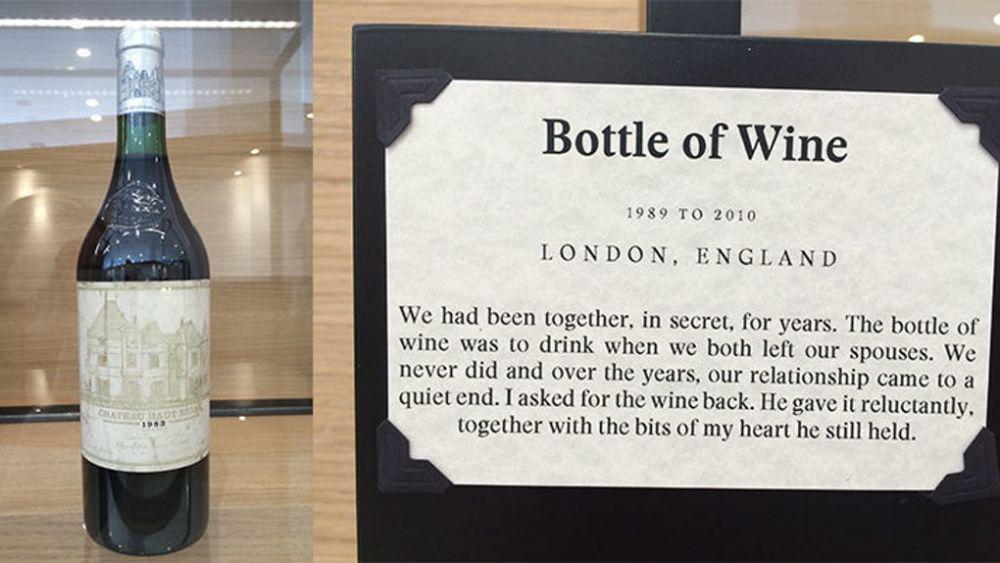 CHATEAU HAUT
1983
Bottle of Wine
1989 TO 2010
LONDON, ENGLAND
We had been together, in secret, for years. The bottle of
wine was to drink when we both left our spouses. We
never did and over the years, our relationship came to a
quiet end. I asked for the wine back. He gave it reluctantly,
together with the bits of my heart he still held.